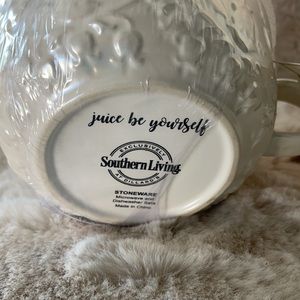 juice be yourself
EXCLUSIVELY
Southern Living
AT DILLARD'S
STONEWARE
Microwave and
Dishwasher Safe
Made in China